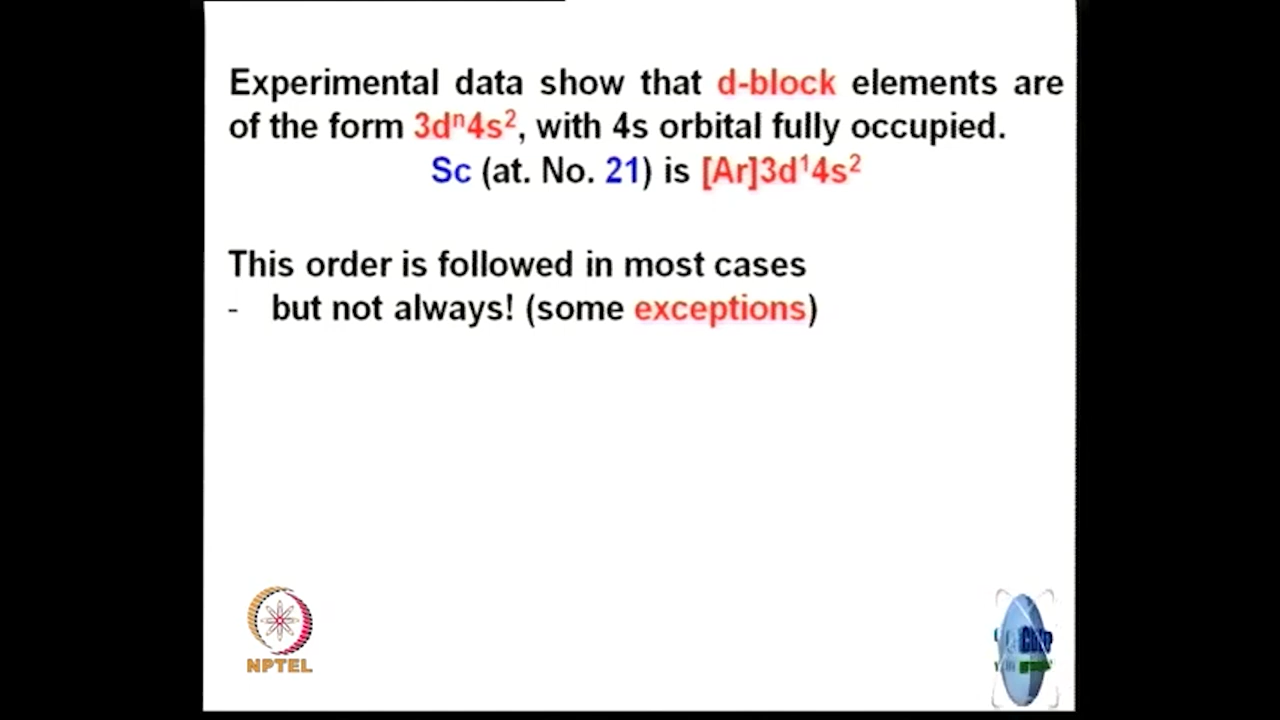 Experimental data show that d-block elements are
of the form 3dⁿ4s², with 4s orbital fully occupied.
Sc (at. No. 21) is [Ar]3d¹4s²
This order is followed in most cases
- but not always! (some exceptions)
NPTEL